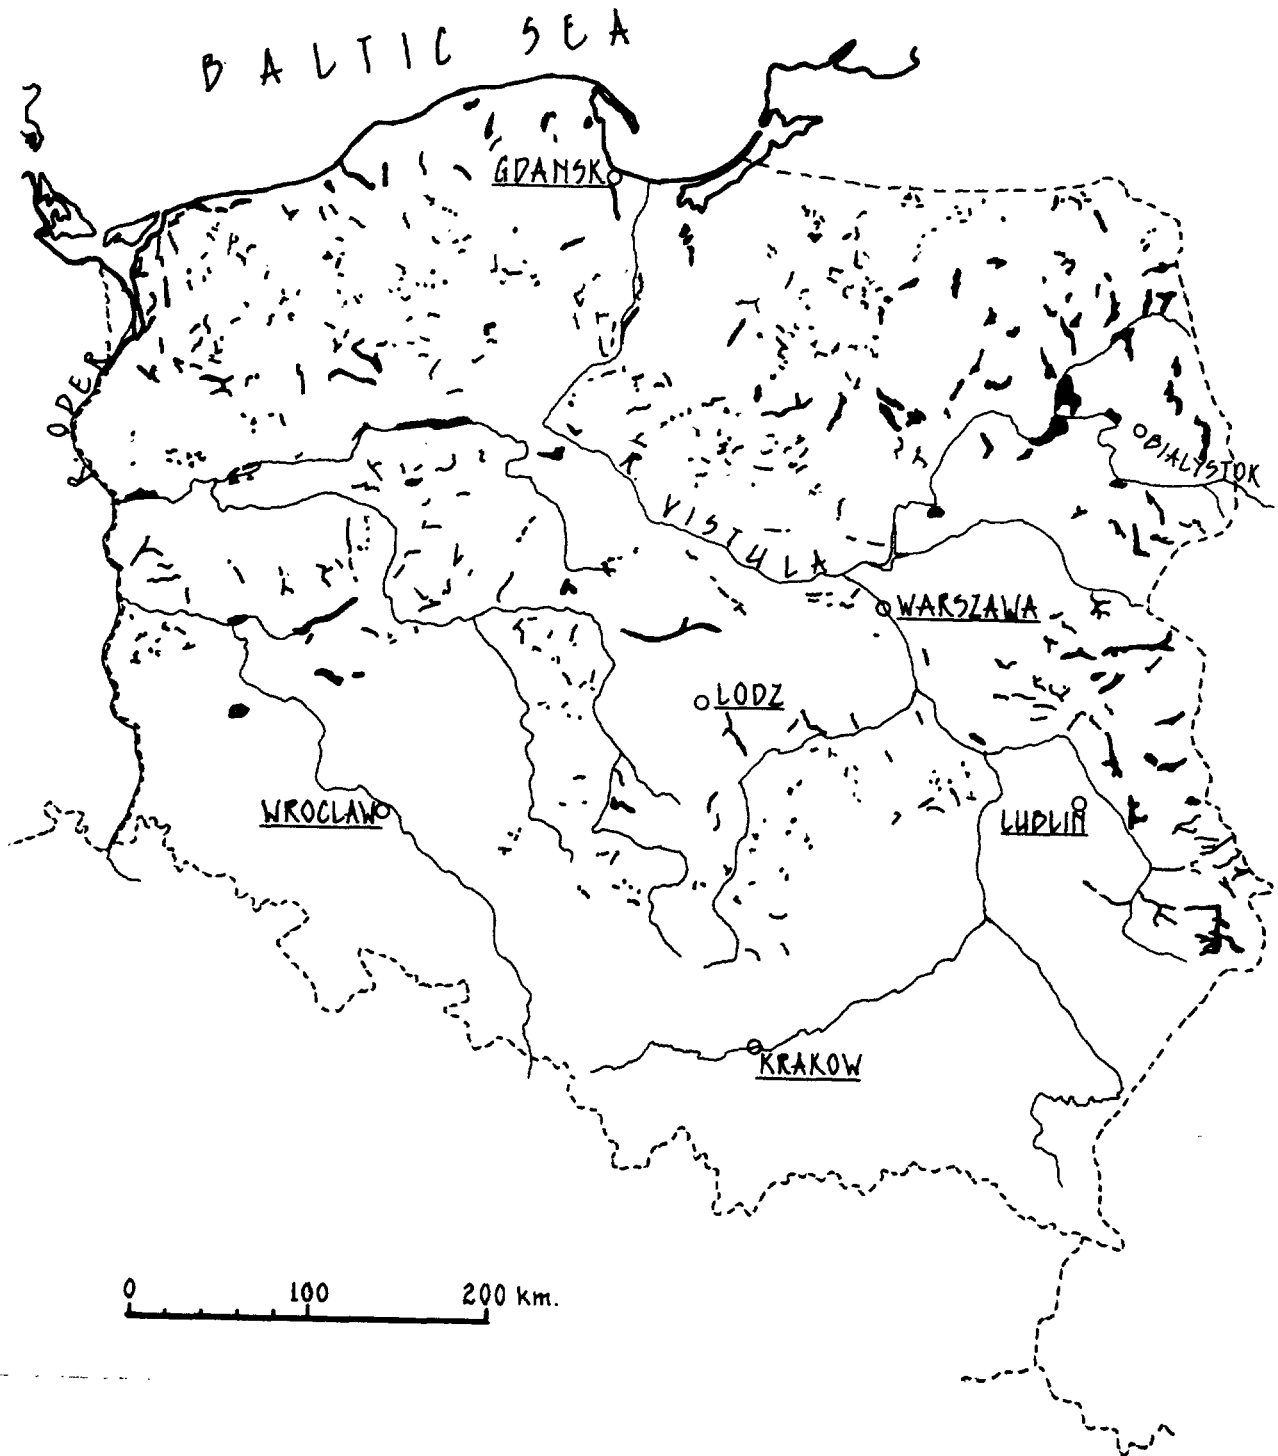 BALTIC SEA
GDANSK
ODER
BIALYSTOK
VISTULA
WARSZAWA
LODZ
WROCLAW
LUBLIN
KRAKOW
0 100 200 km.